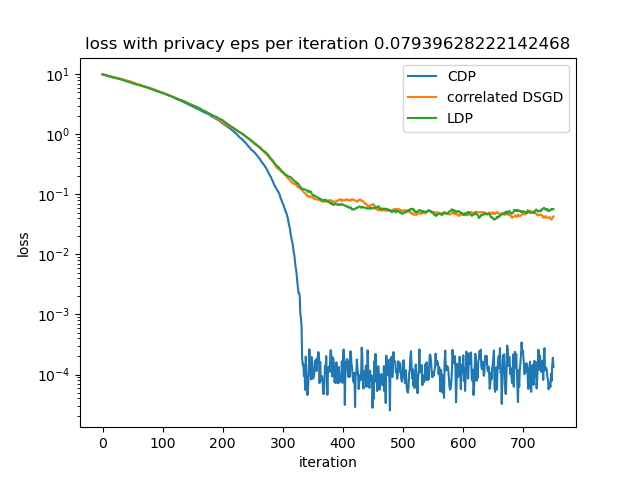 loss with privacy eps per iteration 0.07939628222142468
CDP
correlated DSGD
LDP
10^1
10^0
10^-1
10^-2
10^-3
10^-4
loss
0 100 200 300 400 500 600 700
iteration